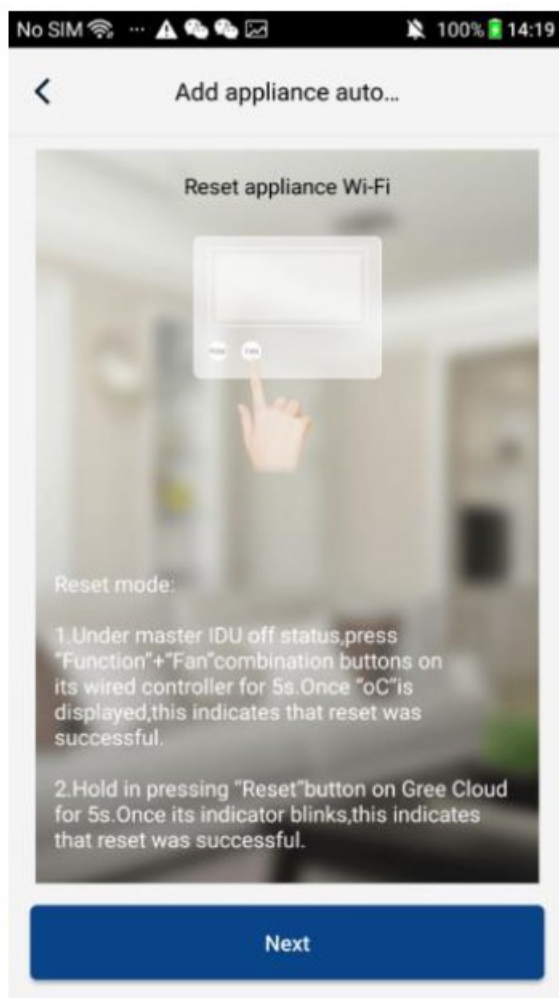 No SIM ... 100% 14:19
Add appliance auto...
Reset appliance Wi-Fi
Reset mode:
1.Under master IDU off status,press
"Function"+"Fan"combination buttons on
its wired controller for 5s.Once "oC"is
displayed,this indicates that reset was
successful.
2.Hold in pressing "Reset"button on Gree Cloud
for 5s.Once its indicator blinks,this indicates
that reset was successful.
Next